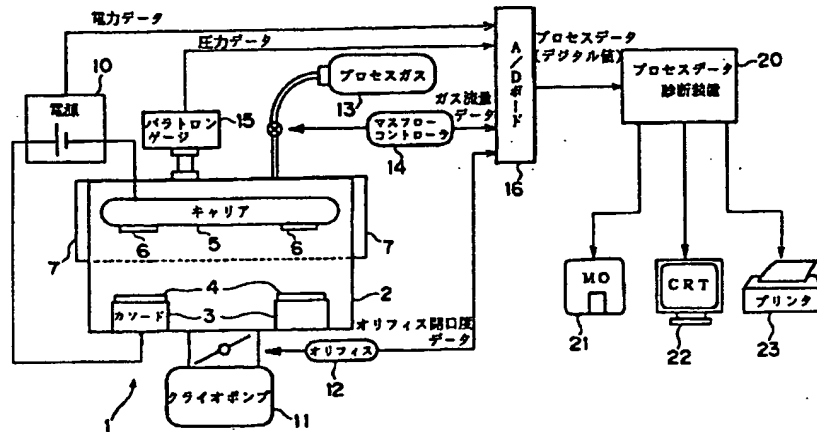 電力データ
圧力データ
10
電源
バラトロン
ゲージ
15
プロセスガス
13
ガス流量
データ
マスフロー
コントローラ
14
A/Dボード
16
プロセスデータ
(デジタル値)
プロセスデータ
診断装置
20
キャリア
6
5
6
7
7
4
カソード
3
2
オリフィス開口度
データ
オリフィス
12
クライオポンプ
11
1
MO
21
CRT
22
プリンタ
23